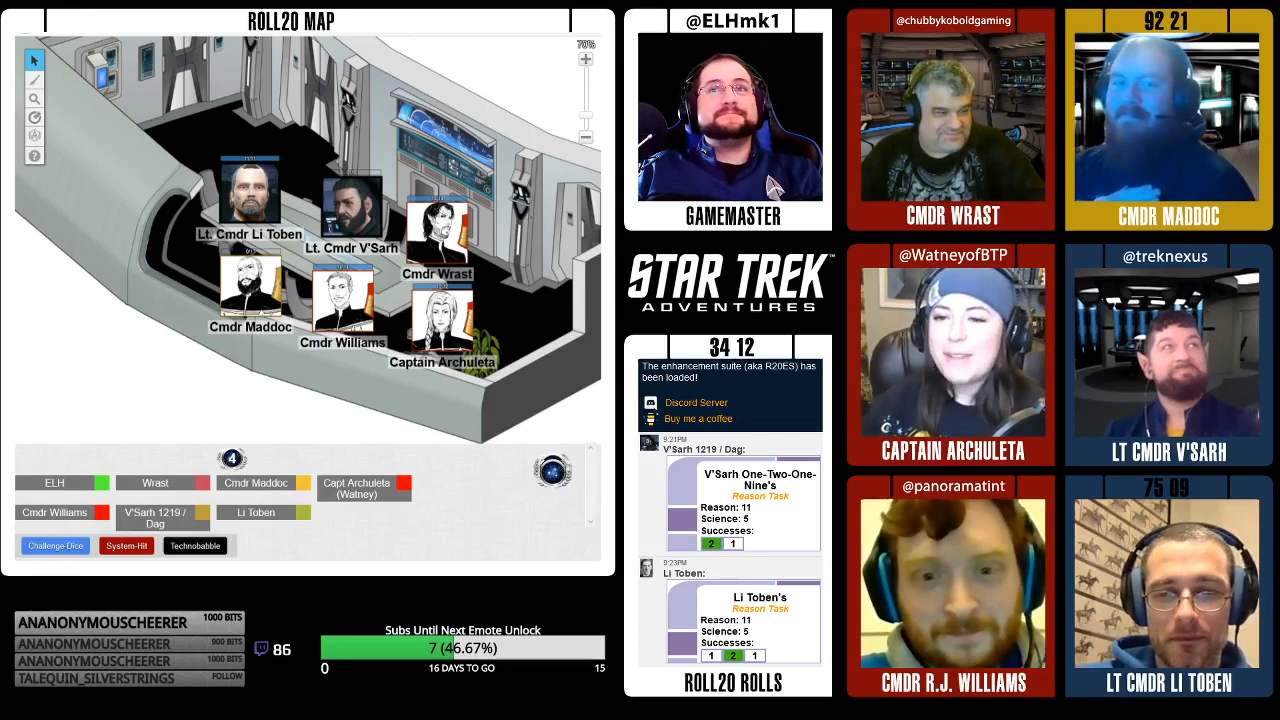 ROLL20 MAP
70%
11/11
Lt. Cmdr Li Toben
Lt. Cmdr V'Sarh
Cmdr Wrast
Cmdr Maddoc
Cmdr Williams
Captain Archuleta
4
ELH
Wrast
Cmdr Maddoc
Capt Archuleta
(Watney)
Cmdr Williams
V'Sarh 1219 /
Dag
Li Toben
Challenge-Dice
System-Hit
Technobabble
ANANONYMOUSCHEERER 1000 BITS
ANANONYMOUSCHEERER 900 BITS
ANANONYMOUSCHEERER 1000 BITS
TALEQUIN_SILVERSTRINGS FOLLOW
86
Subs Until Next Emote Unlock
7 (46.67%)
0 16 DAYS TO GO 15
@ELHmk1
GAMEMASTER
STAR TREK™
ADVENTURES
34 12
The enhancement suite (aka R20ES) has
been loaded!
Discord Server
Buy me a coffee
9:21PM
V'Sarh 1219 / Dag:
V'Sarh One-Two-One-
Nine's
Reason Task
Reason: 11
Science: 5
Successes:
2 1
9:23PM
Li Toben:
Li Toben's
Reason Task
Reason: 11
Science: 5
Successes:
1 2 1
ROLL20 ROLLS
@chubbykoboldgaming
CMDR WRAST
92 21
CMDR MADDOC
@WatneyofBTP
CAPTAIN ARCHULETA
@treknexus
LT CMDR V'SARH
@panoramatint
CMDR R.J. WILLIAMS
75 09
LT CMDR LI TOBEN